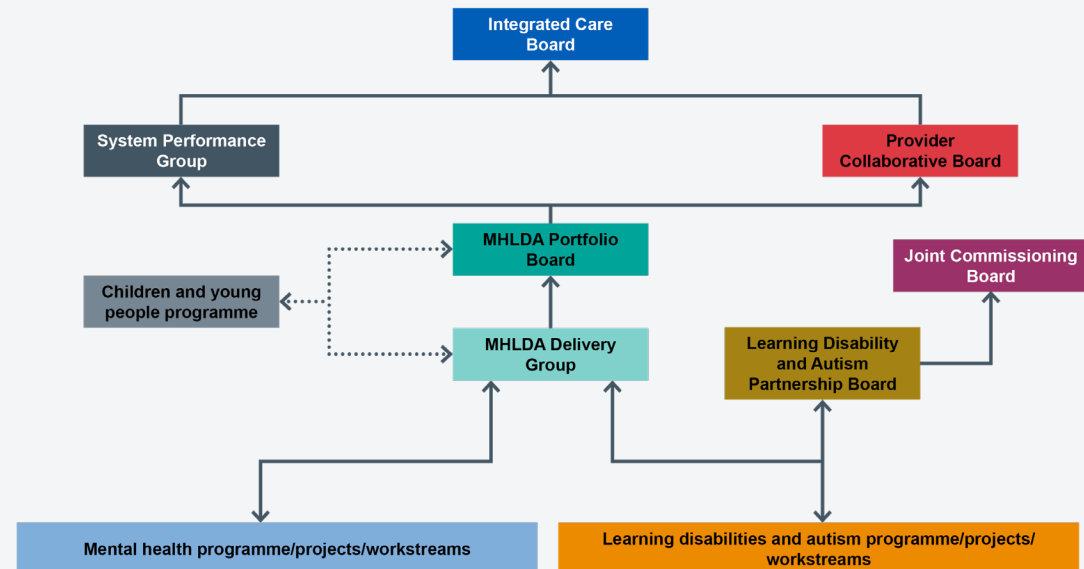 Integrated Care
Board
System Performance
Group
Provider
Collaborative Board
MHLDA Portfolio
Board
Joint Commissioning
Board
Children and young
people programme
MHLDA Delivery
Group
Learning Disability
and Autism
Partnership Board
Mental health programme/projects/workstreams
Learning disabilities and autism programme/projects/
workstreams